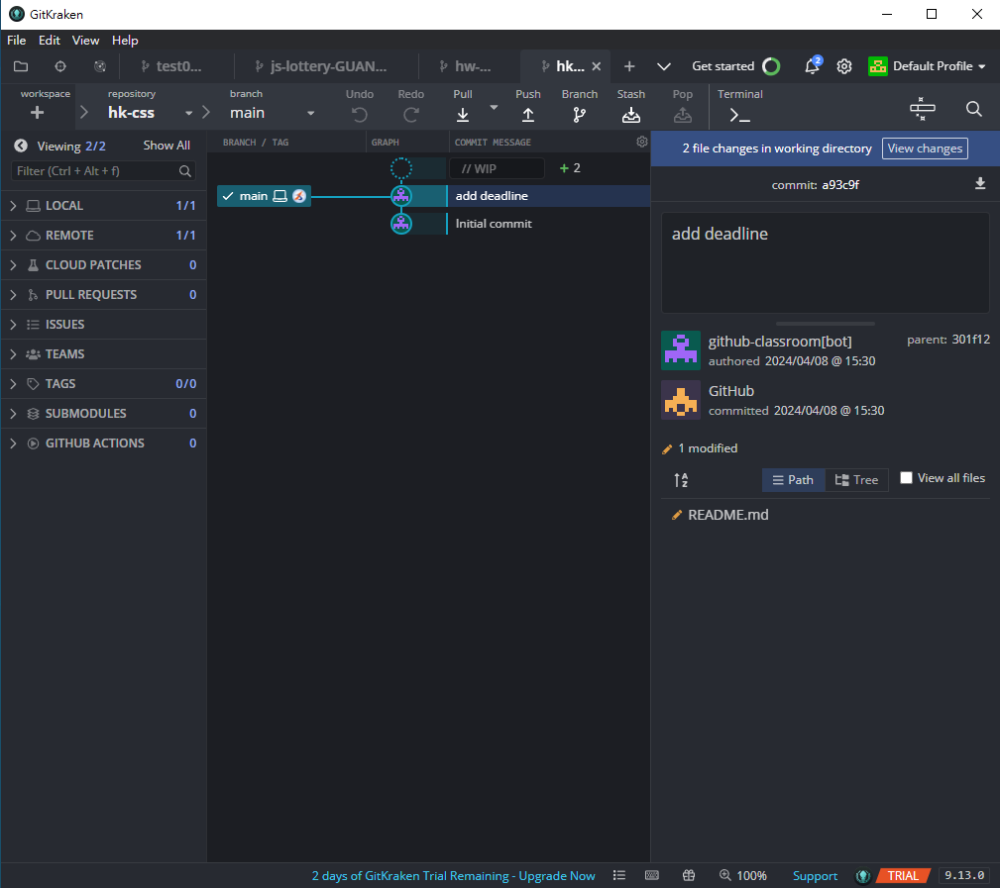 GitKraken
File Edit View Help
test0... js-lottery-GUAN... hw-... hk... Get started 2 Default Profile
workspace repository branch Undo Redo Pull Push Branch Stash Pop Terminal
hk-css main
Viewing 2/2 Show All
Filter (Ctrl + Alt + f)
LOCAL 1/1
REMOTE 1/1
CLOUD PATCHES 0
PULL REQUESTS 0
ISSUES
TEAMS
TAGS 0/0
SUBMODULES 0
GITHUB ACTIONS 0
BRANCH / TAG GRAPH COMMIT MESSAGE
// WIP + 2
main add deadline
Initial commit
2 file changes in working directory View changes
commit: a93c9f
add deadline
github-classroom[bot] parent: 301f12
authored 2024/04/08 @ 15:30
GitHub
committed 2024/04/08 @ 15:30
1 modified
AZ Path Tree View all files
README.md
2 days of GitKraken Trial Remaining - Upgrade Now 100% Support TRIAL 9.13.0